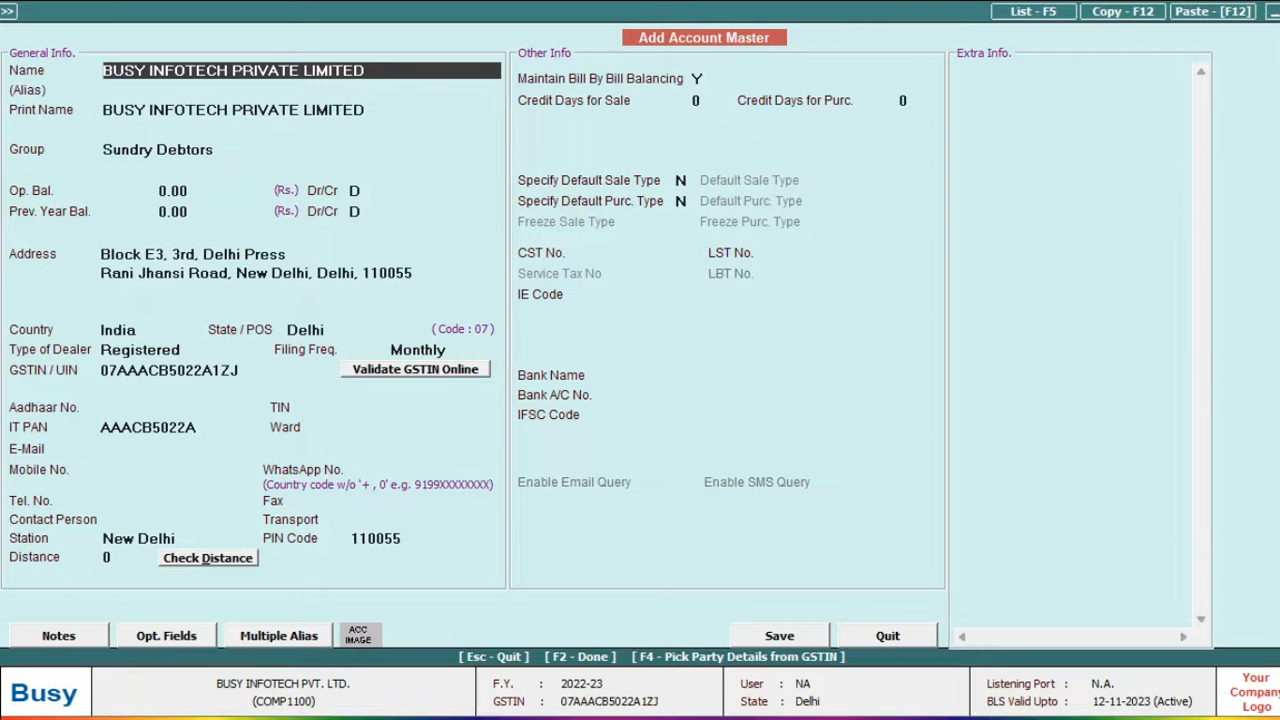 >> List - F5 Copy - F12 Paste - [F12]
Add Account Master
General Info.
Name BUSY INFOTECH PRIVATE LIMITED
(Alias)
Print Name BUSY INFOTECH PRIVATE LIMITED
Group Sundry Debtors
Op. Bal. 0.00 (Rs.) Dr/Cr D
Prev. Year Bal. 0.00 (Rs.) Dr/Cr D
Address Block E3, 3rd, Delhi Press
Rani Jhansi Road, New Delhi, Delhi, 110055
Country India State / POS Delhi ( Code : 07 )
Type of Dealer Registered Filing Freq. Monthly
GSTIN / UIN 07AAACB5022A1ZJ Validate GSTIN Online
Aadhaar No. TIN
IT PAN AAACB5022A Ward
E-Mail
Mobile No. WhatsApp No.
(Country code w/o '+ , 0' e.g. 9199XXXXXXXX)
Tel. No. Fax
Contact Person Transport
Station New Delhi PIN Code 110055
Distance 0 Check Distance
Other Info
Maintain Bill By Bill Balancing Y
Credit Days for Sale 0 Credit Days for Purc. 0
Specify Default Sale Type N Default Sale Type
Specify Default Purc. Type N Default Purc. Type
Freeze Sale Type Freeze Purc. Type
CST No. LST No.
Service Tax No LBT No.
IE Code
Bank Name
Bank A/C No.
IFSC Code
Enable Email Query Enable SMS Query
Extra Info.
Notes Opt. Fields Multiple Alias ACC IMAGE Save Quit
[ Esc - Quit ] [ F2 - Done ] [ F4 - Pick Party Details from GSTIN ]
Busy
BUSY INFOTECH PVT. LTD.
(COMP1100)
F.Y. : 2022-23
GSTIN : 07AAACB5022A1ZJ
User : NA
State : Delhi
Listening Port : N.A.
BLS Valid Upto : 12-11-2023 (Active)
Your
Company
Logo